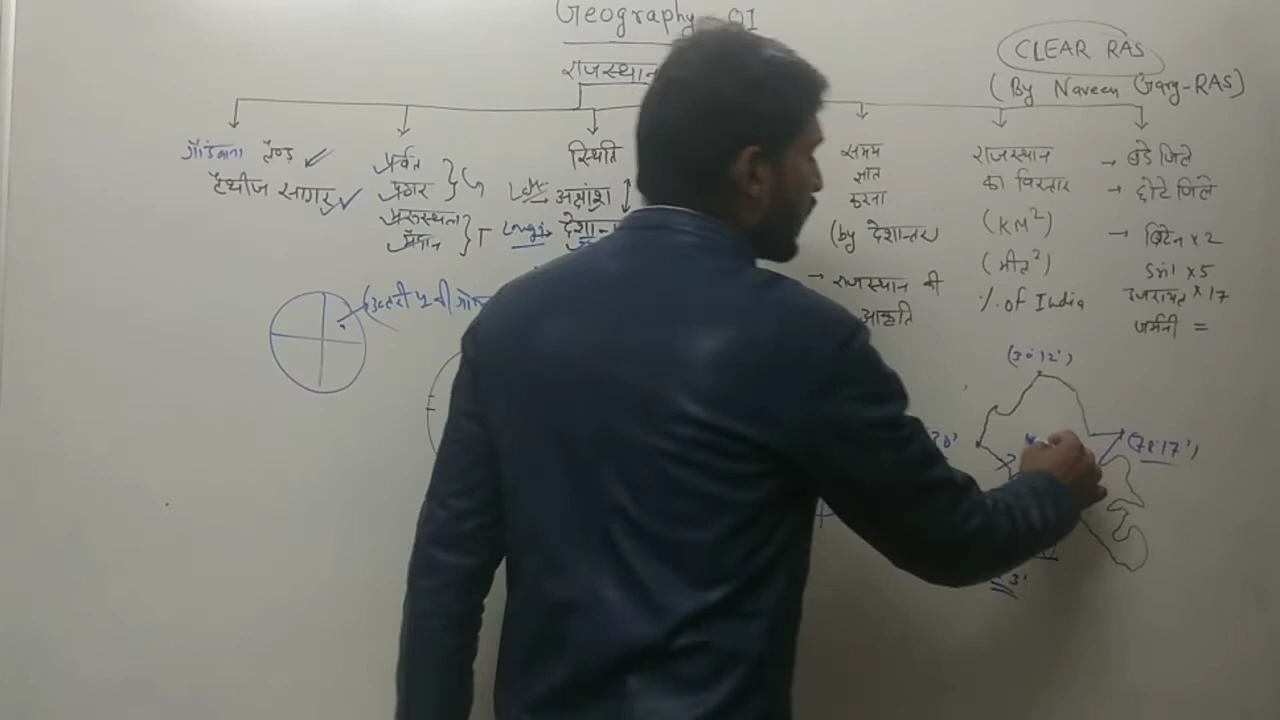 Geography 01
CLEAR RAS
(By Naveen Garg-RAS)
राजस्थान
गौंडवाना लैण्ड
टैथीज सागर
पर्वत
पठार
मरुस्थल
मैदान
स्थिति
अक्षांश
देशा
समय
ज्ञात
करना
(by देशान्तर)
→ राजस्थान की
आकृति
राजस्थान
का विस्तार
(KM²)
(मील²)
% of India
→ बडे जिले
→ छोटे जिले
→ ब्रिटेन x 2
x 5
इजरायल x 17
जर्मनी =
(30°12')
(78°17')
3'